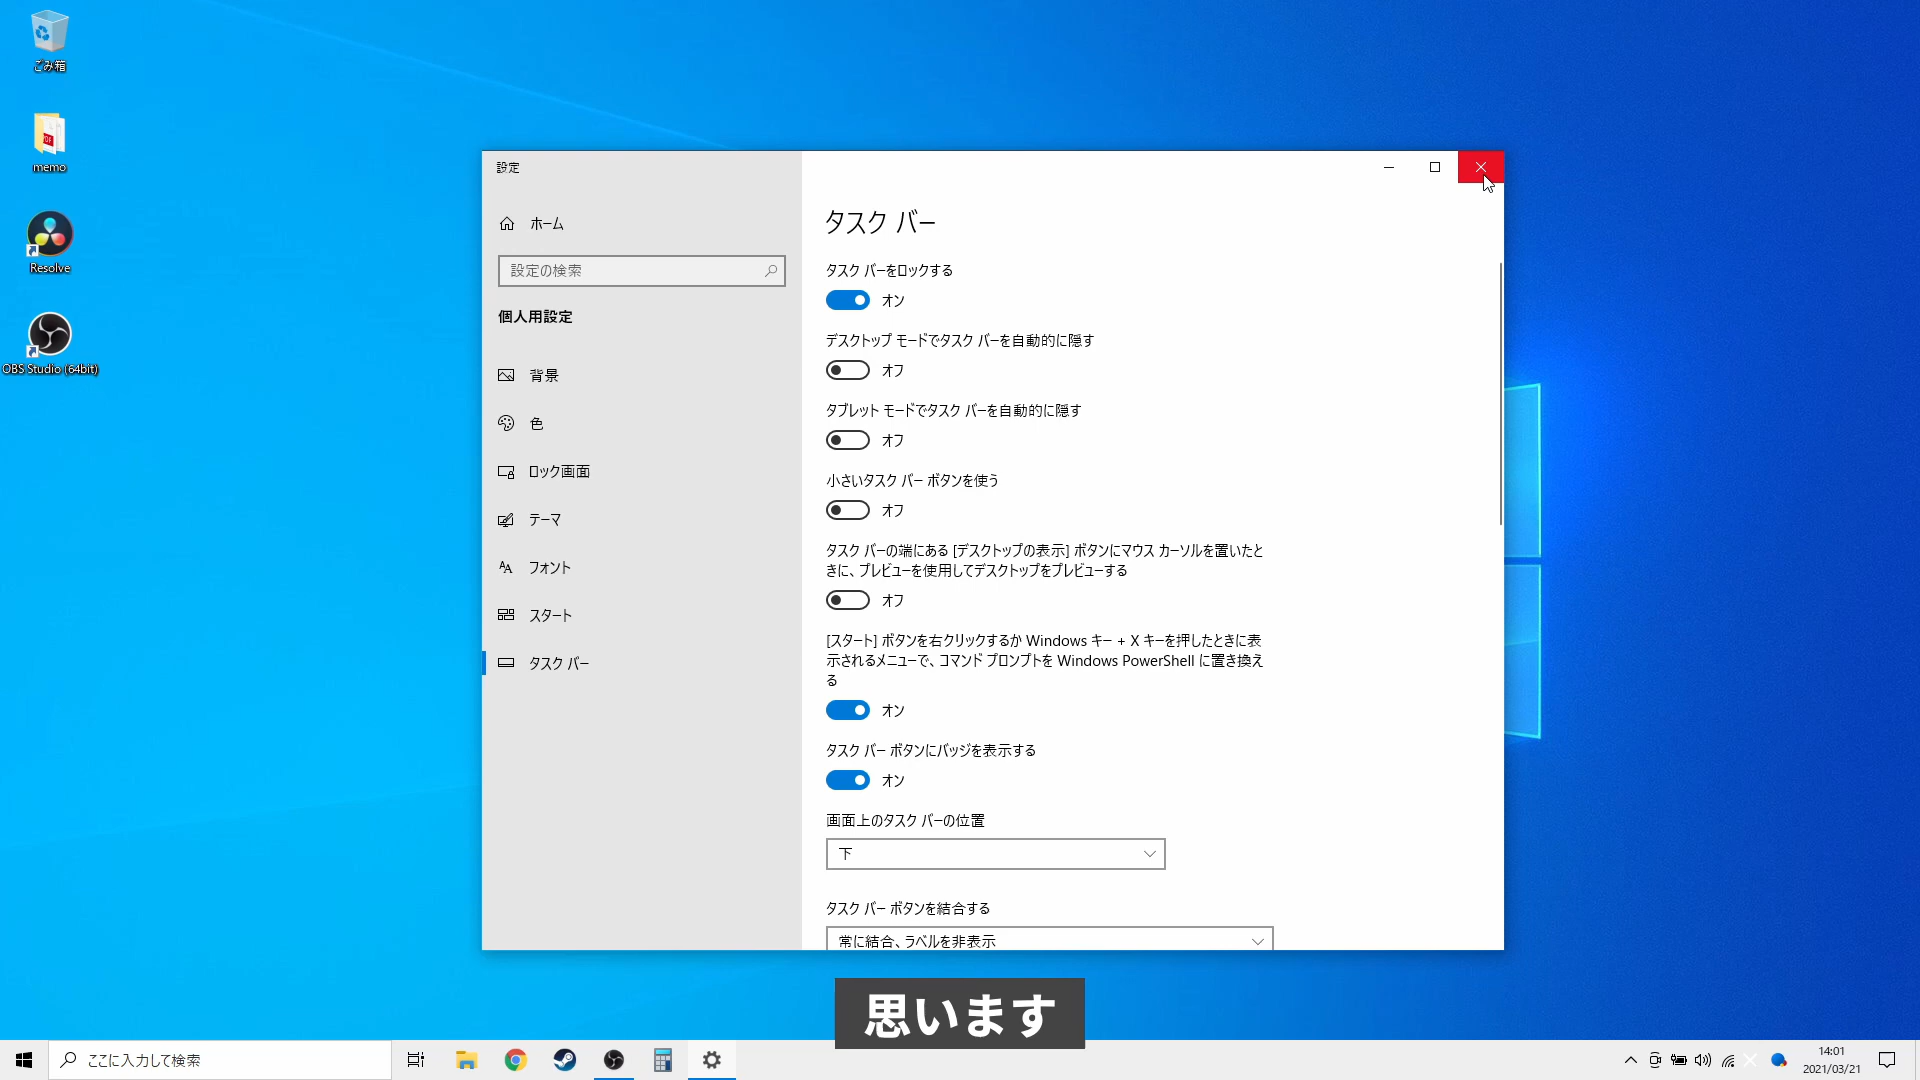 ごみ箱
memo
Resolve
OBS Studio (64bit)
設定
ホーム
設定の検索
個人用設定
背景
色
ロック画面
テーマ
フォント
スタート
タスク バー
タスク バー
タスク バーをロックする
オン
デスクトップ モードでタスク バーを自動的に隠す
オフ
タブレット モードでタスク バーを自動的に隠す
オフ
小さいタスク バー ボタンを使う
オフ
タスク バーの端にある [デスクトップの表示] ボタンにマウス カーソルを置いたと
きに、プレビューを使用してデスクトップをプレビューする
オフ
[スタート] ボタンを右クリックするか Windows キー + X キーを押したときに表
示されるメニューで、コマンド プロンプトを Windows PowerShell に置き換え
る
オン
タスク バー ボタンにバッジを表示する
オン
画面上のタスク バーの位置
下
タスク バー ボタンを結合する
常に結合、ラベルを非表示
思います
ここに入力して検索
14:01
2021/03/21